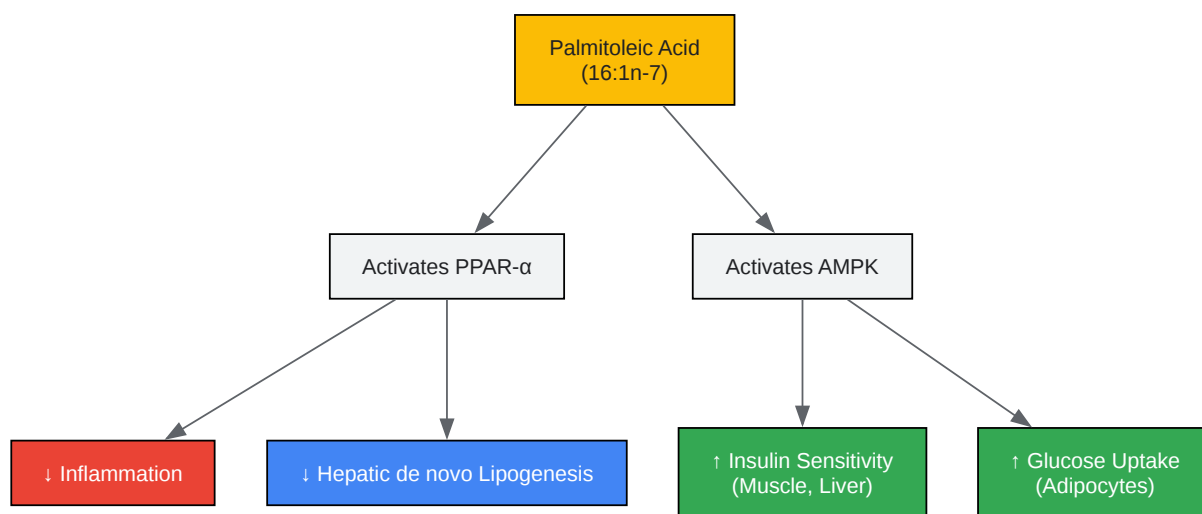 Palmitoleic Acid
(16:1n-7)
Activates PPAR-α
Activates AMPK
↓ Inflammation
↓ Hepatic de novo Lipogenesis
↑ Insulin Sensitivity
(Muscle, Liver)
↑ Glucose Uptake
(Adipocytes)